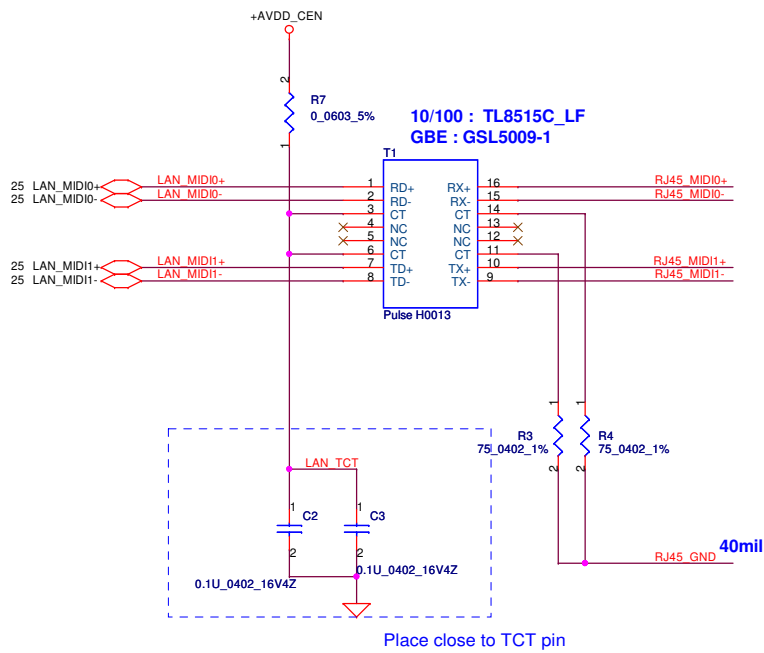 +AVDD_CEN
2
R7
0_0603_5%
1
10/100 : TL8515C_LF
GBE : GSL5009-1
T1
25 LAN_MIDI0+ LAN_MIDI0+ 1 RD+ RX+ 16 RJ45_MIDI0+
25 LAN_MIDI0- LAN_MIDI0- 2 RD- RX- 15 RJ45_MIDI0-
3 CT CT 14
4 NC NC 13
5 NC NC 12
6 CT CT 11
25 LAN_MIDI1+ LAN_MIDI1+ 7 TD+ TX+ 10 RJ45_MIDI1+
25 LAN_MIDI1- LAN_MIDI1- 8 TD- TX- 9 RJ45_MIDI1-
Pulse H0013
1 1
R3 R4
75_0402_1% 75_0402_1%
2 2
LAN_TCT
1 C2 1 C3
2 2
0.1U_0402_16V4Z 0.1U_0402_16V4Z
RJ45_GND 40mil
Place close to TCT pin